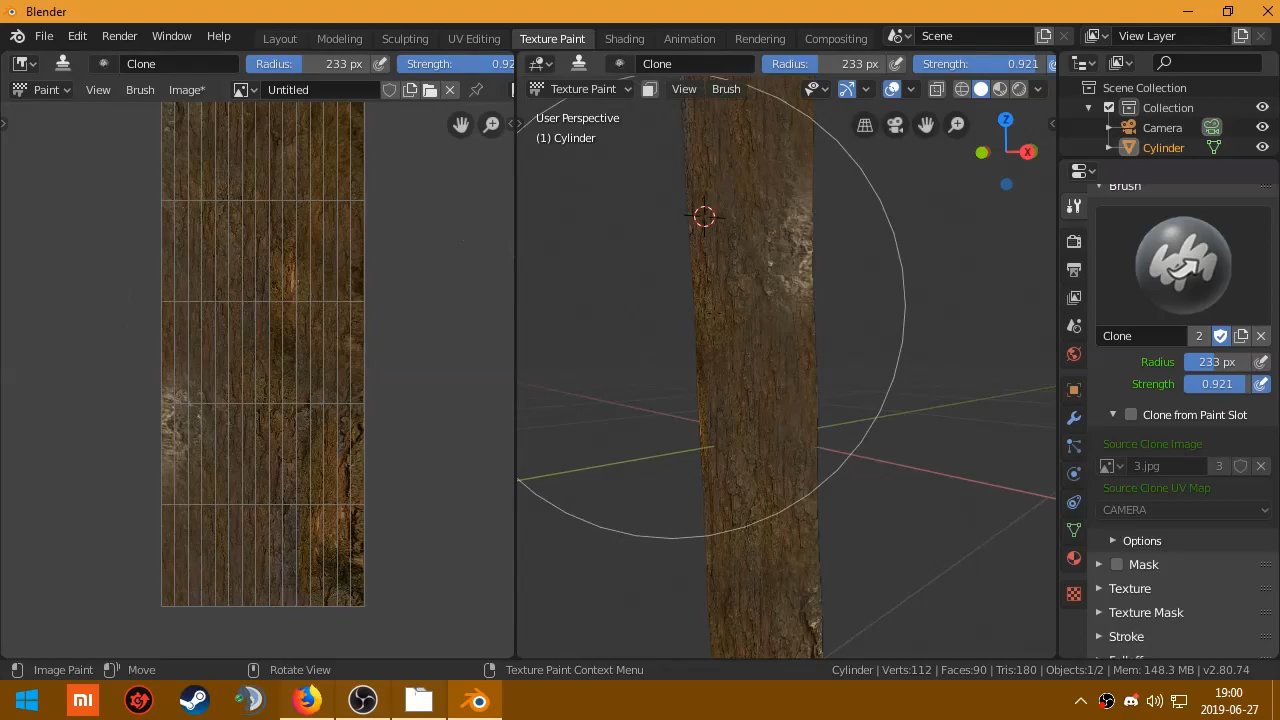 Blender
File Edit Render Window Help Layout Modeling Sculpting UV Editing Texture Paint Shading Animation Rendering Compositing Scene View Layer
Clone Radius: 233 px Strength: 0.92 Clone Radius: 233 px Strength: 0.921
Paint View Brush Image* Untitled Texture Paint View Brush
Scene Collection
Collection
Camera
Cylinder
User Perspective
(1) Cylinder
Z
X
Brush
Clone 2
Radius 233 px
Strength 0.921
Clone from Paint Slot
Source Clone Image
3.jpg 3
Source Clone UV Map
CAMERA
Options
Mask
Texture
Texture Mask
Stroke
Image Paint Move Rotate View Texture Paint Context Menu Cylinder | Verts:112 | Faces:90 | Tris:180 | Objects:1/2 | Mem: 148.3 MB | v2.80.74
mi
19:00
2019-06-27